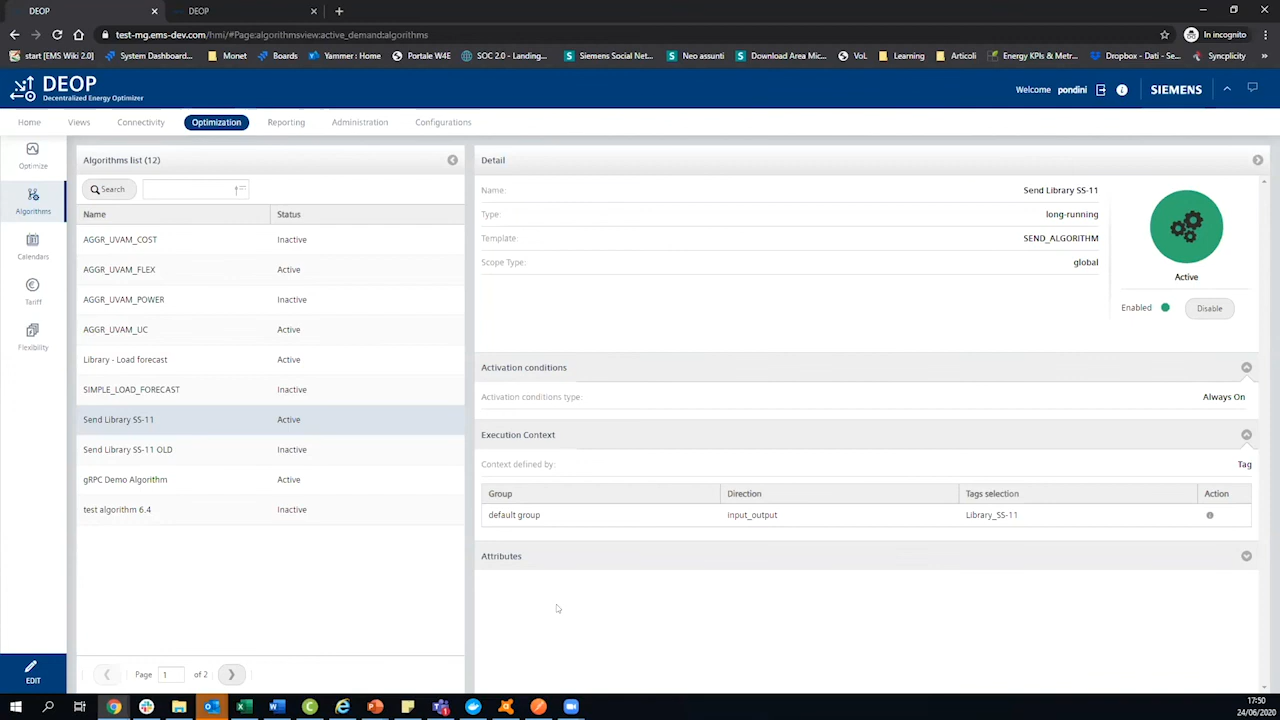 DEOP
DEOP
test-mg.ems-dev.com/hmi/#Page:algorithmsview:active_demand:algorithms
In incognito
start [EMS Wiki 2.0]
System Dashboard...
Monet
Boards
Yammer : Home
Portale W4E
SOC 2.0 - Landing...
Siemens Social Net...
Neo assunti
Download Area Mic...
VoL
Learning
Articoli
Energy KPIs & Metr...
Dropbox - Dati - Se...
Syncplicity
»
DEOP
Decentralized Energy Optimizer
Welcome pondini
SIEMENS
Home
Views
Connectivity
Optimization
Reporting
Administration
Configurations
Optimize
Algorithms
Calendars
Tariff
Flexibility
EDIT
Algorithms list (12)
Search
Name Status
AGGR_UVAM_COST Inactive
AGGR_UVAM_FLEX Active
AGGR_UVAM_POWER Inactive
AGGR_UVAM_UC Active
Library - Load forecast Active
SIMPLE_LOAD_FORECAST Inactive
Send Library SS-11 Active
Send Library SS-11 OLD Inactive
gRPC Demo Algorithm Active
test algorithm 6.4 Inactive
Page 1 of 2
Detail
Name: Send Library SS-11
Type: long-running
Template: SEND_ALGORITHM
Scope Type: global
Active
Enabled Disable
Activation conditions
Activation conditions type: Always On
Execution Context
Context defined by: Tag
Group Direction Tags selection Action
default group input_output Library_SS-11
Attributes
17:50
24/06/2020